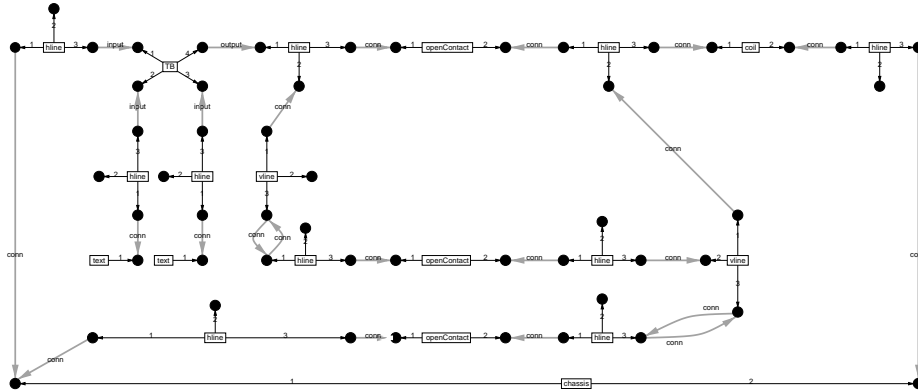 2
1 hline 3 input output 1 hline 3 conn 1 openContact 2 conn 1 hline 3 conn 1 coil 2 conn 1 hline 3
1 4
TB
2 3
2 2 2
input input conn
3 3 1 conn
2 hline 2 hline vline 2
1 1 3
conn conn conn conn 2 2 1
conn co
text 1 text 1 1 hline 3 conn 1 openContact 2 conn 1 hline 3 conn 2 vline
3
2 2 conn
1 hline 3 conn 1 openContact 2 conn 1 hline 3 conn
conn
1 chassis 2